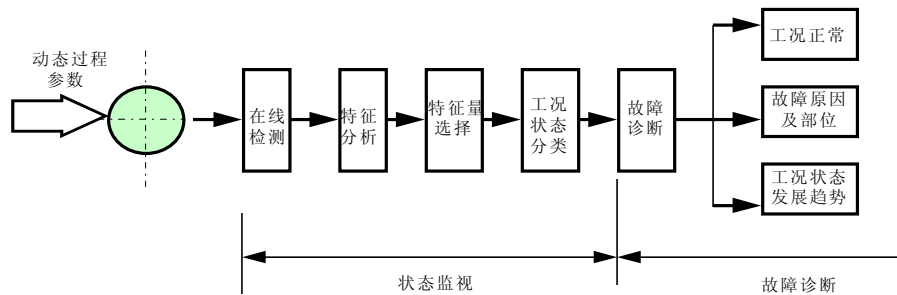 动态过程
参数
在线
检测
特征
分析
特征量
选择
工况
状态
分类
故障
诊断
工况正常
故障原因
及部位
工况状态
发展趋势
状态监视
故障诊断